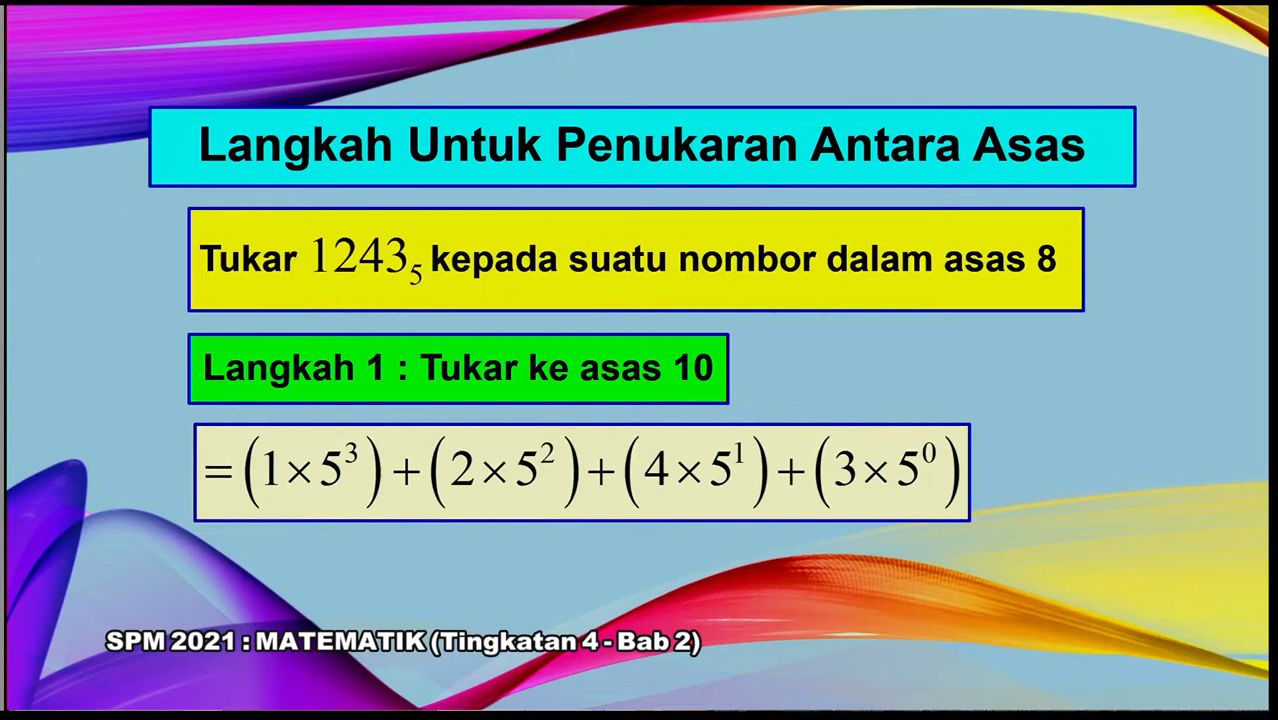 Langkah Untuk Penukaran Antara Asas
Tukar 1243₅ kepada suatu nombor dalam asas 8
Langkah 1 : Tukar ke asas 10
= (1 × 5³) + (2 × 5²) + (4 × 5¹) + (3 × 5⁰)
SPM 2021 : MATEMATIK (Tingkatan 4 - Bab 2)